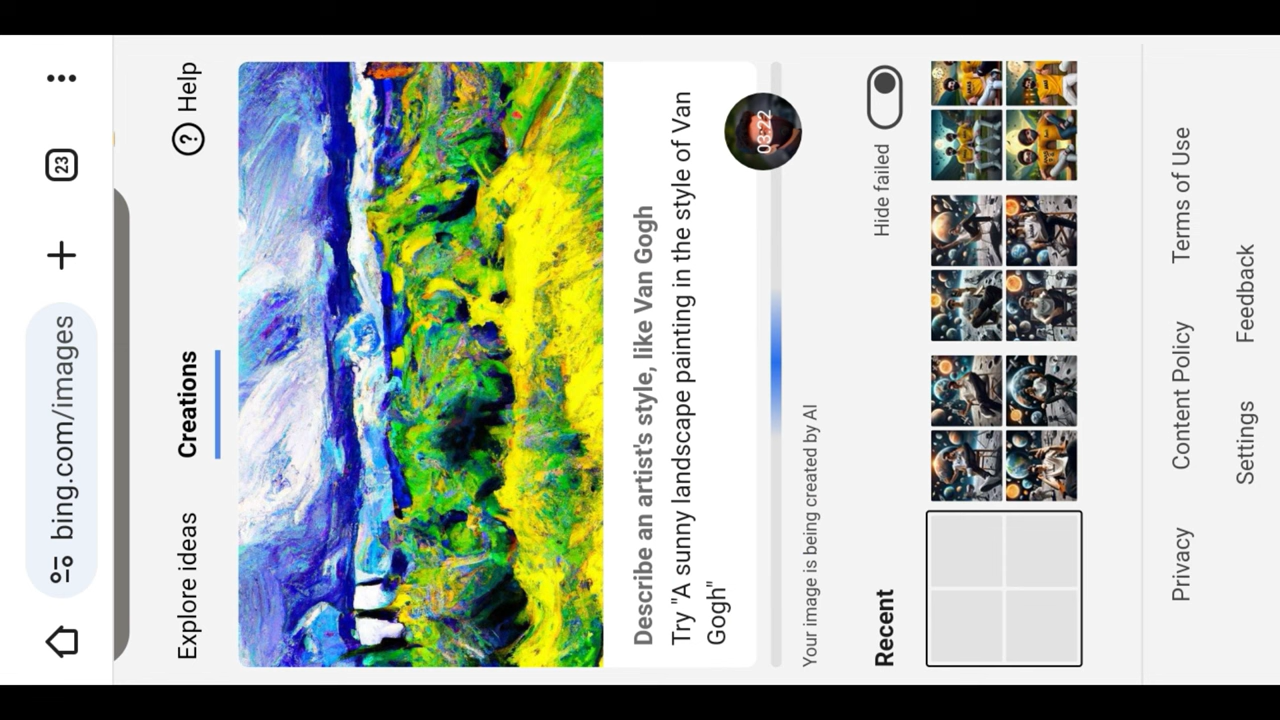 bing.com/images
23
Explore ideas
Creations
? Help
Describe an artist's style, like Van Gogh
Try "A sunny landscape painting in the style of Van
Gogh"
03:22
Your image is being created by AI
Recent
Hide failed
Privacy
Content Policy
Terms of Use
Settings
Feedback